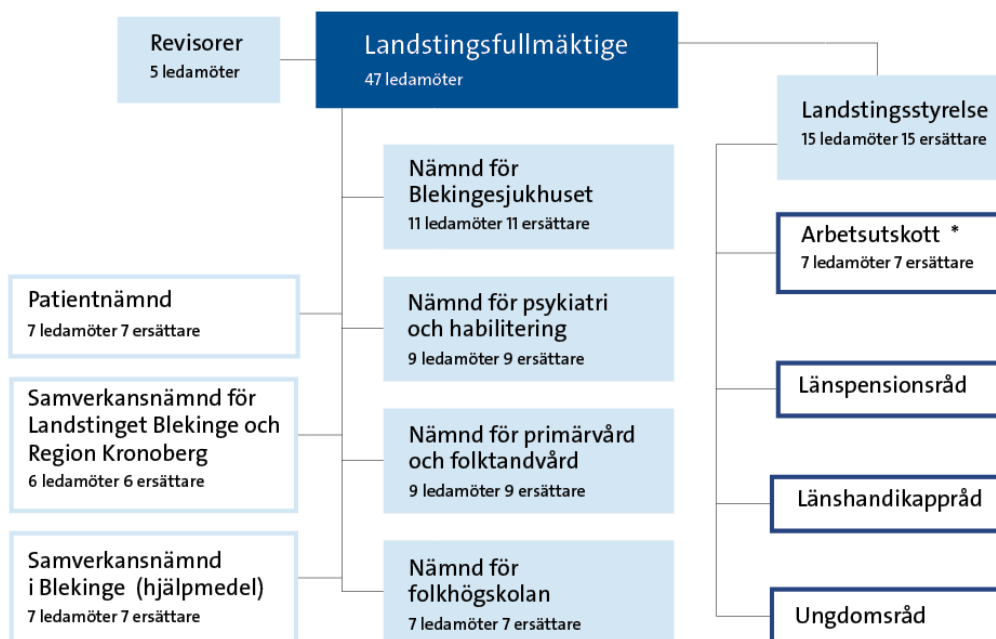 Revisorer
5 ledamöter
Landstingsfullmäktige
47 ledamöter
Landstingsstyrelse
15 ledamöter 15 ersättare
Nämnd för
Blekingesjukhuset
11 ledamöter 11 ersättare
Arbetsutskott *
7 ledamöter 7 ersättare
Patientnämnd
7 ledamöter 7 ersättare
Nämnd för psykiatri
och habilitering
9 ledamöter 9 ersättare
Länspensionsråd
Samverkansnämnd för
Landstinget Blekinge och
Region Kronoberg
6 ledamöter 6 ersättare
Nämnd för primärvård
och folktandvård
9 ledamöter 9 ersättare
Länshandikappråd
Samverkansnämnd
i Blekinge (hjälpmedel)
7 ledamöter 7 ersättare
Nämnd för
folkhögskolan
7 ledamöter 7 ersättare
Ungdomsråd